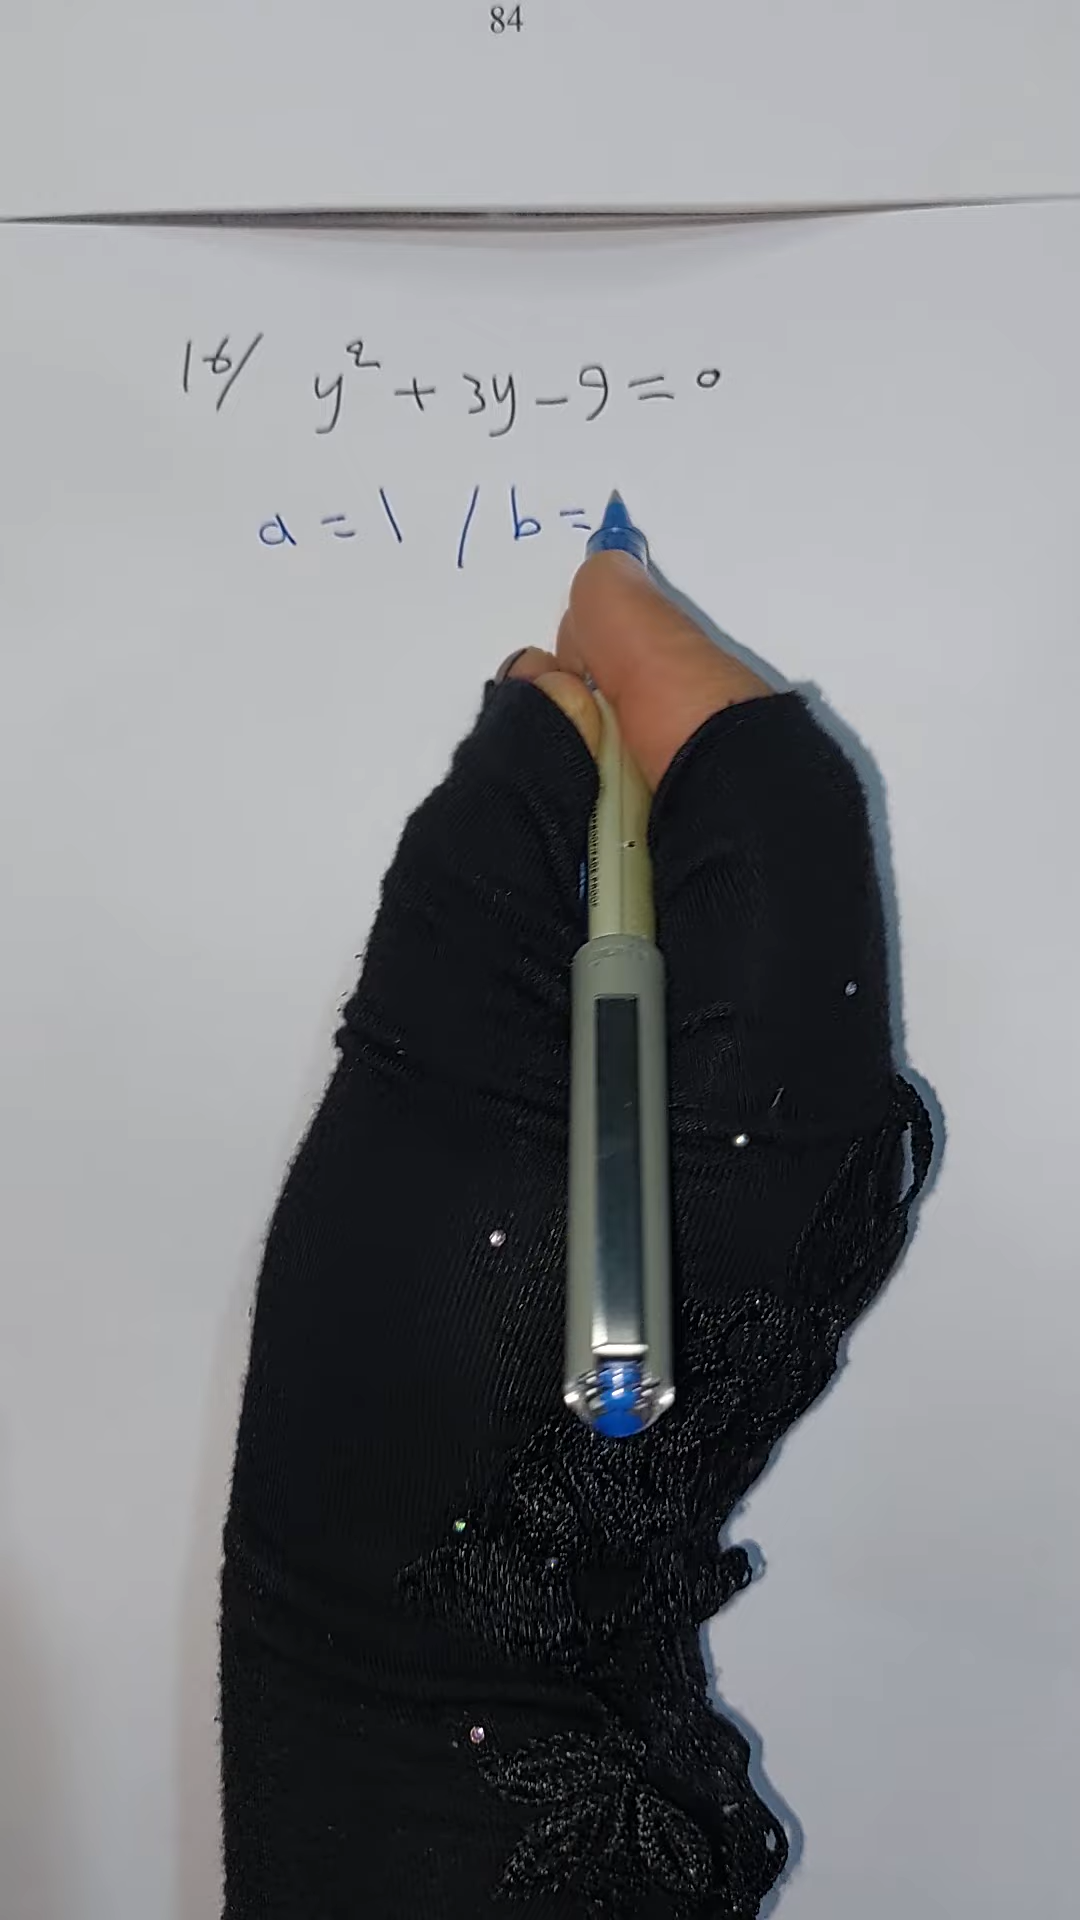 84
16/ y² + 3y - 9 = 0
a = 1 / b =